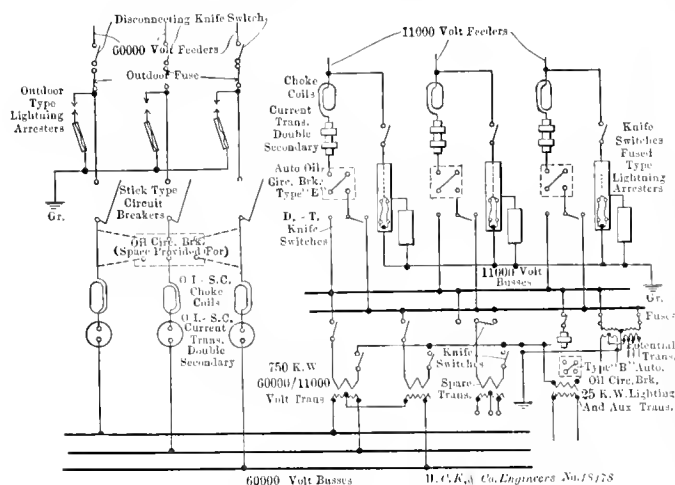 Disconnecting Knife Switch
60000 Volt Feeders
Outdoor Fuse
Outdoor
Type
Lightning
Arresters
Gr.
Stick Type
Circuit
Breakers
Oil Circ. Brk.
(Space Provided For)
O.I.-S.C.
Choke
Coils
O.I.-S.C.
Current
Trans.
Double
Secondary
11000 Volt Feeders
Choke
Coils
Current
Trans.
Double
Secondary
Auto Oil
Circ. Brk.
Type "E"
D.-T.
Knife
Switches
Knife
Switches
Fused
Type
Lightning
Arresters
11000 Volt
Busses
Gr.
Fuses
Potential
Trans.
750 K.W
60000/11000
Volt Trans
Knife
Switches
Spare
Trans.
Type "B" Auto.
Oil Circ. Brk.
25 K.W. Lighting
And Aux Trans.
60000 Volt Busses
& Co. Engineers No. 18478